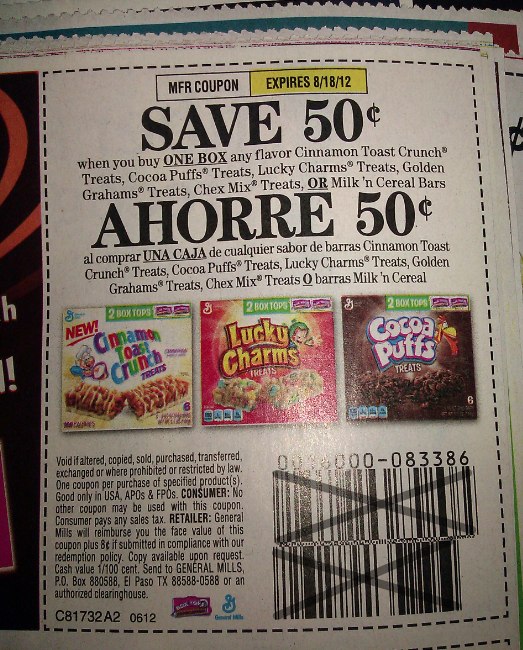 MFR COUPON EXPIRES 8/18/12
SAVE 50¢
when you buy ONE BOX any flavor Cinnamon Toast Crunch®
Treats, Cocoa Puffs® Treats, Lucky Charms® Treats, Golden
Grahams® Treats, Chex Mix® Treats, OR Milk 'n Cereal Bars
AHORRE 50¢
al comprar UNA CAJA de cualquier sabor de barras Cinnamon Toast
Crunch® Treats, Cocoa Puffs® Treats, Lucky Charms® Treats, Golden
Grahams® Treats, Chex Mix® Treats O barras Milk 'n Cereal
2 BOX TOPS
NEW!
Cinnamon
Toast
Crunch
TREATS
6
2 BOX TOPS
Lucky
Charms
TREATS
2 BOX TOPS
Cocoa
Puffs
TREATS
6
Void if altered, copied, sold, purchased, transferred,
exchanged or where prohibited or restricted by law.
One coupon per purchase of specified product(s).
Good only in USA, APOs & FPOs. CONSUMER: No
other coupon may be used with this coupon.
Consumer pays any sales tax. RETAILER: General
Mills will reimburse you the face value of this
coupon plus 8¢ if submitted in compliance with our
redemption policy. Copy available upon request.
Cash value 1/100 cent. Send to GENERAL MILLS,
P.O. Box 880588, El Paso TX 88588-0588 or an
authorized clearinghouse.
C81732A2 0612
General Mills
-083386